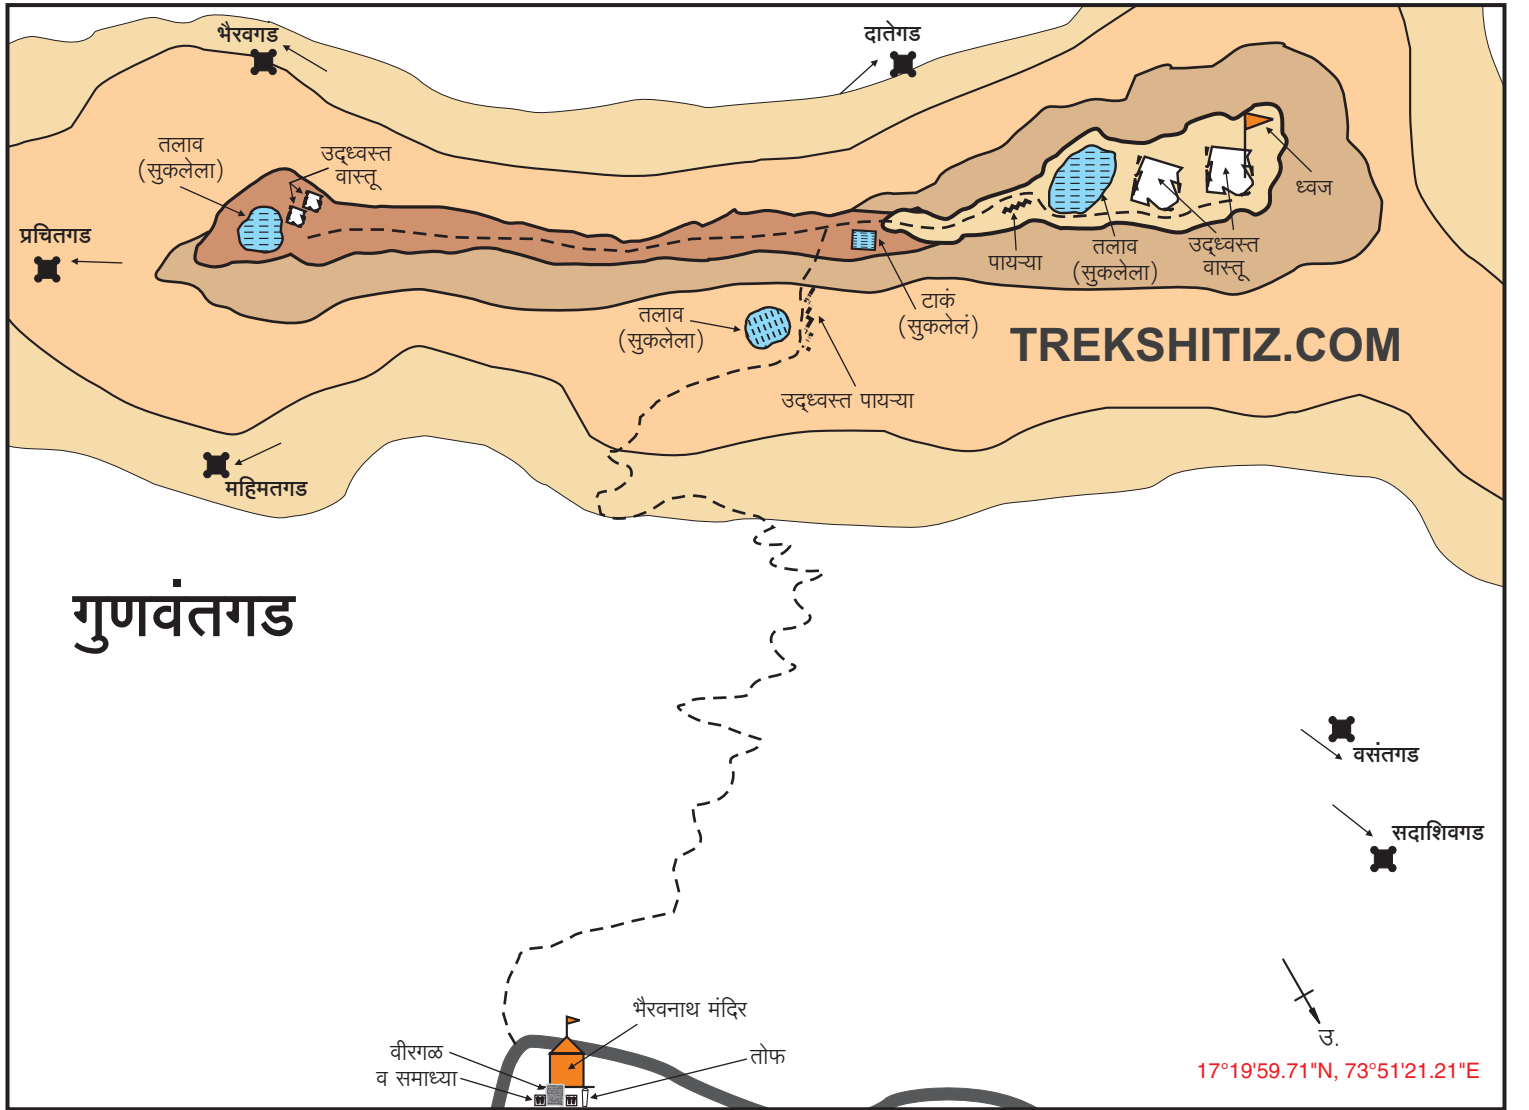 भैरवगड
दातेगड
तलाव
(सुकलेला)
उद्ध्वस्त
वास्तू
ध्वज
प्रचितगड
पायऱ्या
तलाव
(सुकलेला)
उद्ध्वस्त
वास्तू
तलाव
(सुकलेला)
टाकं
(सुकलेलं)
TREKSHITIZ.COM
उद्ध्वस्त पायऱ्या
महिमतगड
गुणवंतगड
वसंतगड
सदाशिवगड
भैरवनाथ मंदिर
वीरगळ
व समाध्या
तोफ
उ.
17°19'59.71"N, 73°51'21.21"E